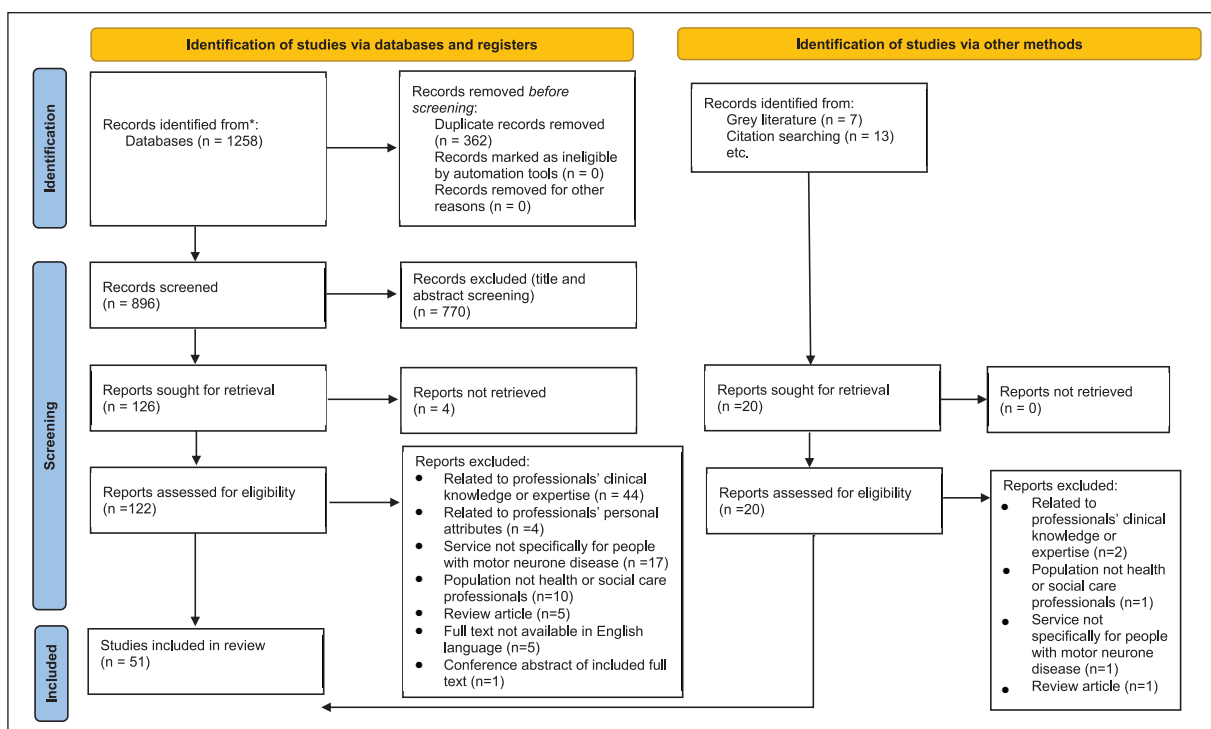 Identification of studies via databases and registers
Identification of studies via other methods
Identification
Records identified from*:
Databases (n = 1258)
Records removed before
screening:
Duplicate records removed
(n = 362)
Records marked as ineligible
by automation tools (n = 0)
Records removed for other
reasons (n = 0)
Records identified from:
Grey literature (n = 7)
Citation searching (n = 13)
etc.
Screening
Records screened
(n = 896)
Records excluded (title and
abstract screening)
(n = 770)
Reports sought for retrieval
(n = 126)
Reports not retrieved
(n = 4)
Reports sought for retrieval
(n =20)
Reports not retrieved
(n = 0)
Reports assessed for eligibility
(n =122)
Reports excluded:
● Related to professionals’ clinical
knowledge or expertise (n = 44)
● Related to professionals’ personal
attributes (n =4)
● Service not specifically for people
with motor neurone disease (n =17)
● Population not health or social care
professionals (n=10)
● Review article (n=5)
● Full text not available in English
language (n=5)
● Conference abstract of included full
text (n=1)
Reports assessed for eligibility
(n =20)
Reports excluded:
● Related to
professionals’ clinical
knowledge or
expertise (n=2)
● Population not health
or social care
professionals (n=1)
● Service not
specifically for people
with motor neurone
disease (n=1)
● Review article (n=1)
Included
Studies included in review
(n = 51)